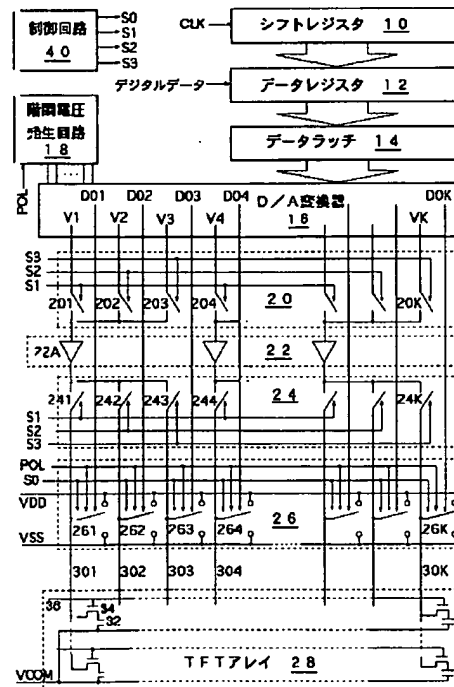 制御回路
40
S0
S1
S2
S3
CLK
シフトレジスタ 10
デジタルデータ
データレジスタ 12
データラッチ 14
階調電圧
発生回路
18
POL
D01 D02 D03 D04 D0K
D/A変換器
V1 V2 V3 V4 16 VK
S3
S2
S1
201 202 203 204 20 20K
22A 22
241 242 243 244 24 24K
S1
S2
S3
POL
S0
VDD
261 262 263 264 26 26K
VSS
301 302 303 304 30K
36
34
32
VCOM
TFTアレイ 28